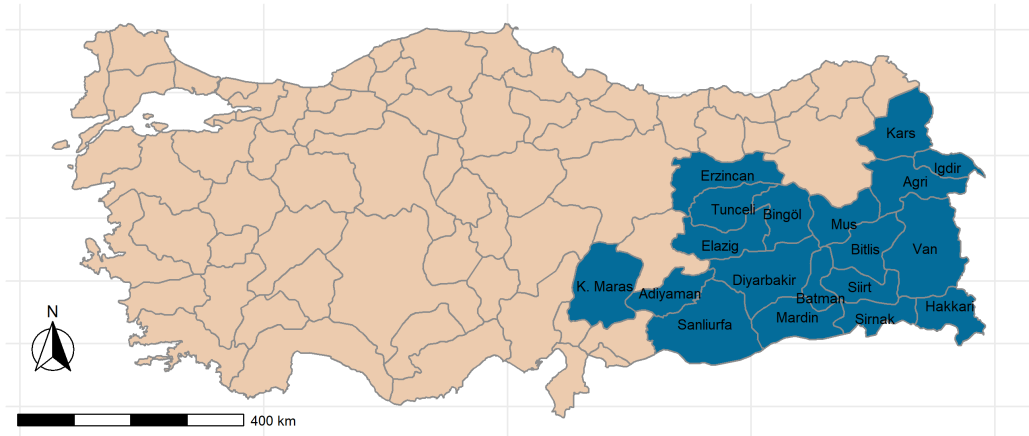 Kars
Igdir
Erzincan
Agri
Tunceli
Bingöl
Mus
Elazig
Bitlis
Van
Diyarbakir
K. Maras
Adiyaman
Siirt
Batman
Hakkari
Sanliurfa
Mardin
Sirnak
N
400 km